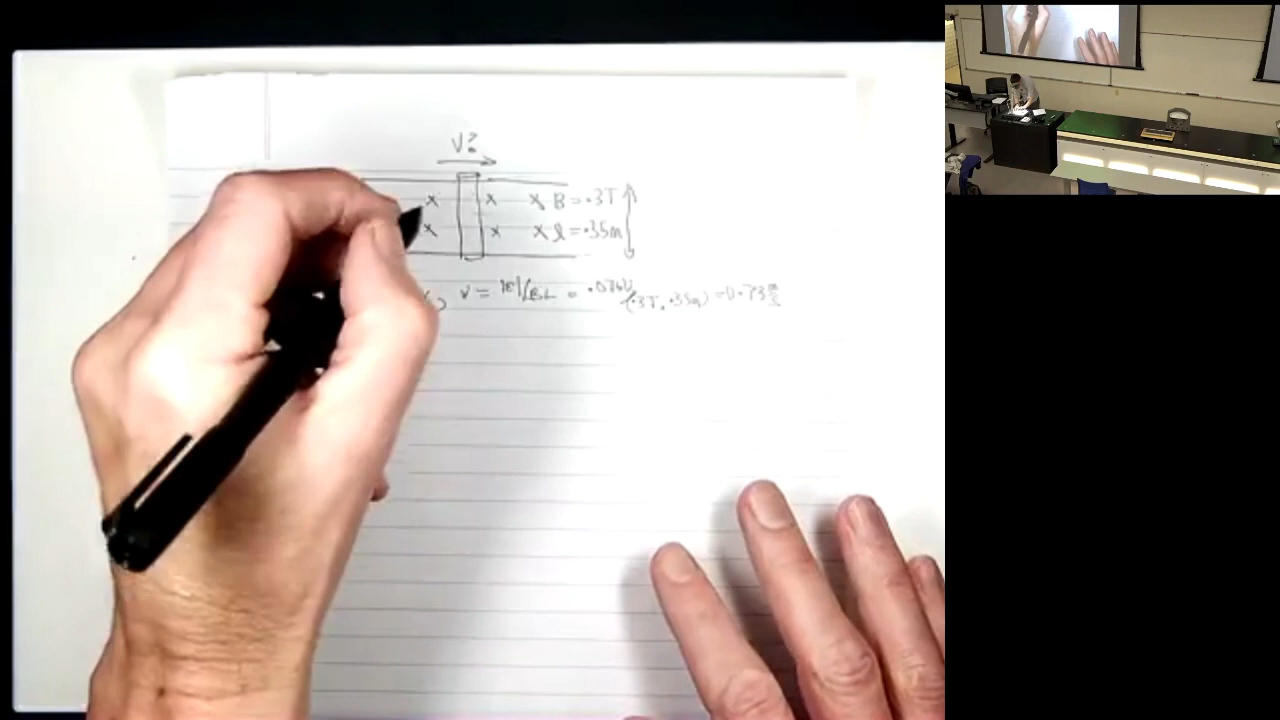 V?
x x x B = .3T
x x x l = .35m
v = |ε|/BL = .076V/(.3T, .35m) = 0.73 m/s